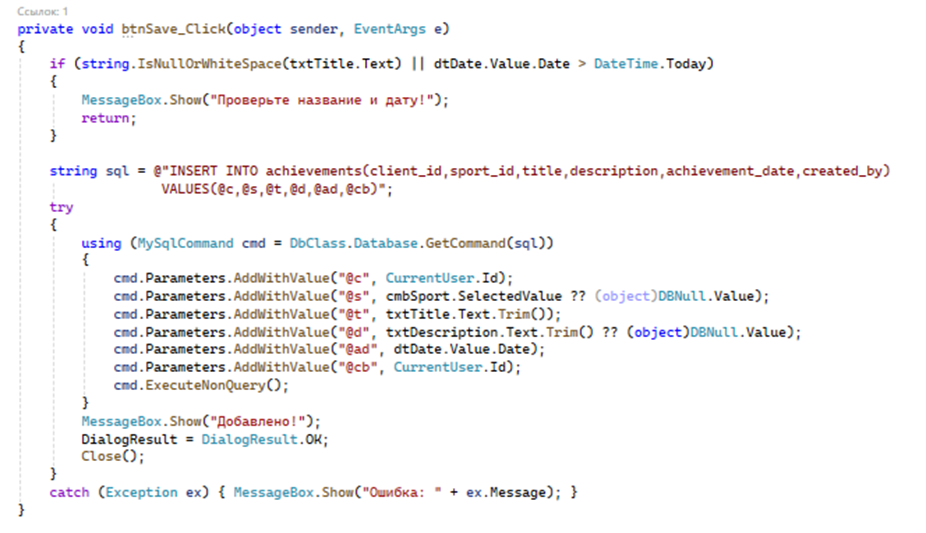 Ссылок: 1
private void btnSave_Click(object sender, EventArgs e)
{
if (string.IsNullOrWhiteSpace(txtTitle.Text) || dtDate.Value.Date > DateTime.Today)
{
MessageBox.Show("Проверьте название и дату!");
return;
}
string sql = @"INSERT INTO achievements(client_id,sport_id,title,description,achievement_date,created_by)
VALUES(@c,@s,@t,@d,@ad,@cb)";
try
{
using (MySqlCommand cmd = DbClass.Database.GetCommand(sql))
{
cmd.Parameters.AddWithValue("@c", CurrentUser.Id);
cmd.Parameters.AddWithValue("@s", cmbSport.SelectedValue ?? (object)DBNull.Value);
cmd.Parameters.AddWithValue("@t", txtTitle.Text.Trim());
cmd.Parameters.AddWithValue("@d", txtDescription.Text.Trim() ?? (object)DBNull.Value);
cmd.Parameters.AddWithValue("@ad", dtDate.Value.Date);
cmd.Parameters.AddWithValue("@cb", CurrentUser.Id);
cmd.ExecuteNonQuery();
}
MessageBox.Show("Добавлено!");
DialogResult = DialogResult.OK;
Close();
}
catch (Exception ex) { MessageBox.Show("Ошибка: " + ex.Message); }
}